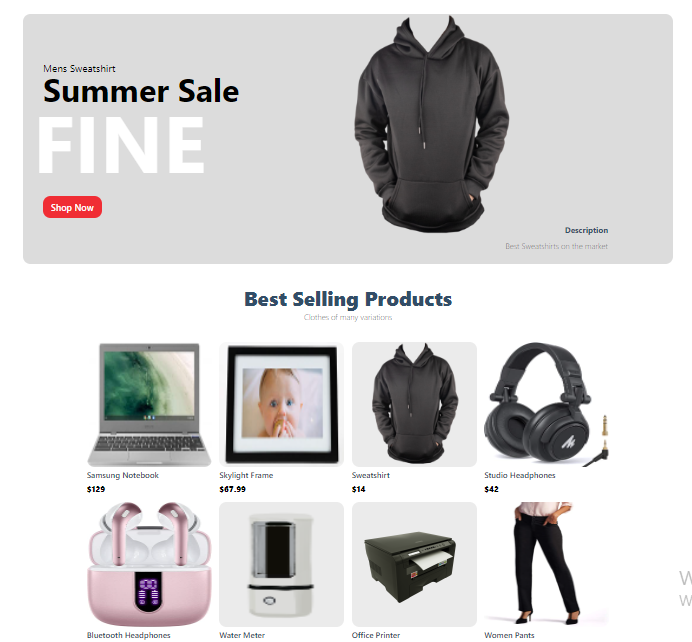 Mens Sweatshirt
Summer Sale
FINE
Shop Now
Description
Best Sweatshirts on the market
Best Selling Products
Clothes of many variations
Samsung Notebook
$129
Skylight Frame
$67.99
Sweatshirt
$14
Studio Headphones
$42
Bluetooth Headphones
Water Meter
Office Printer
Women Pants